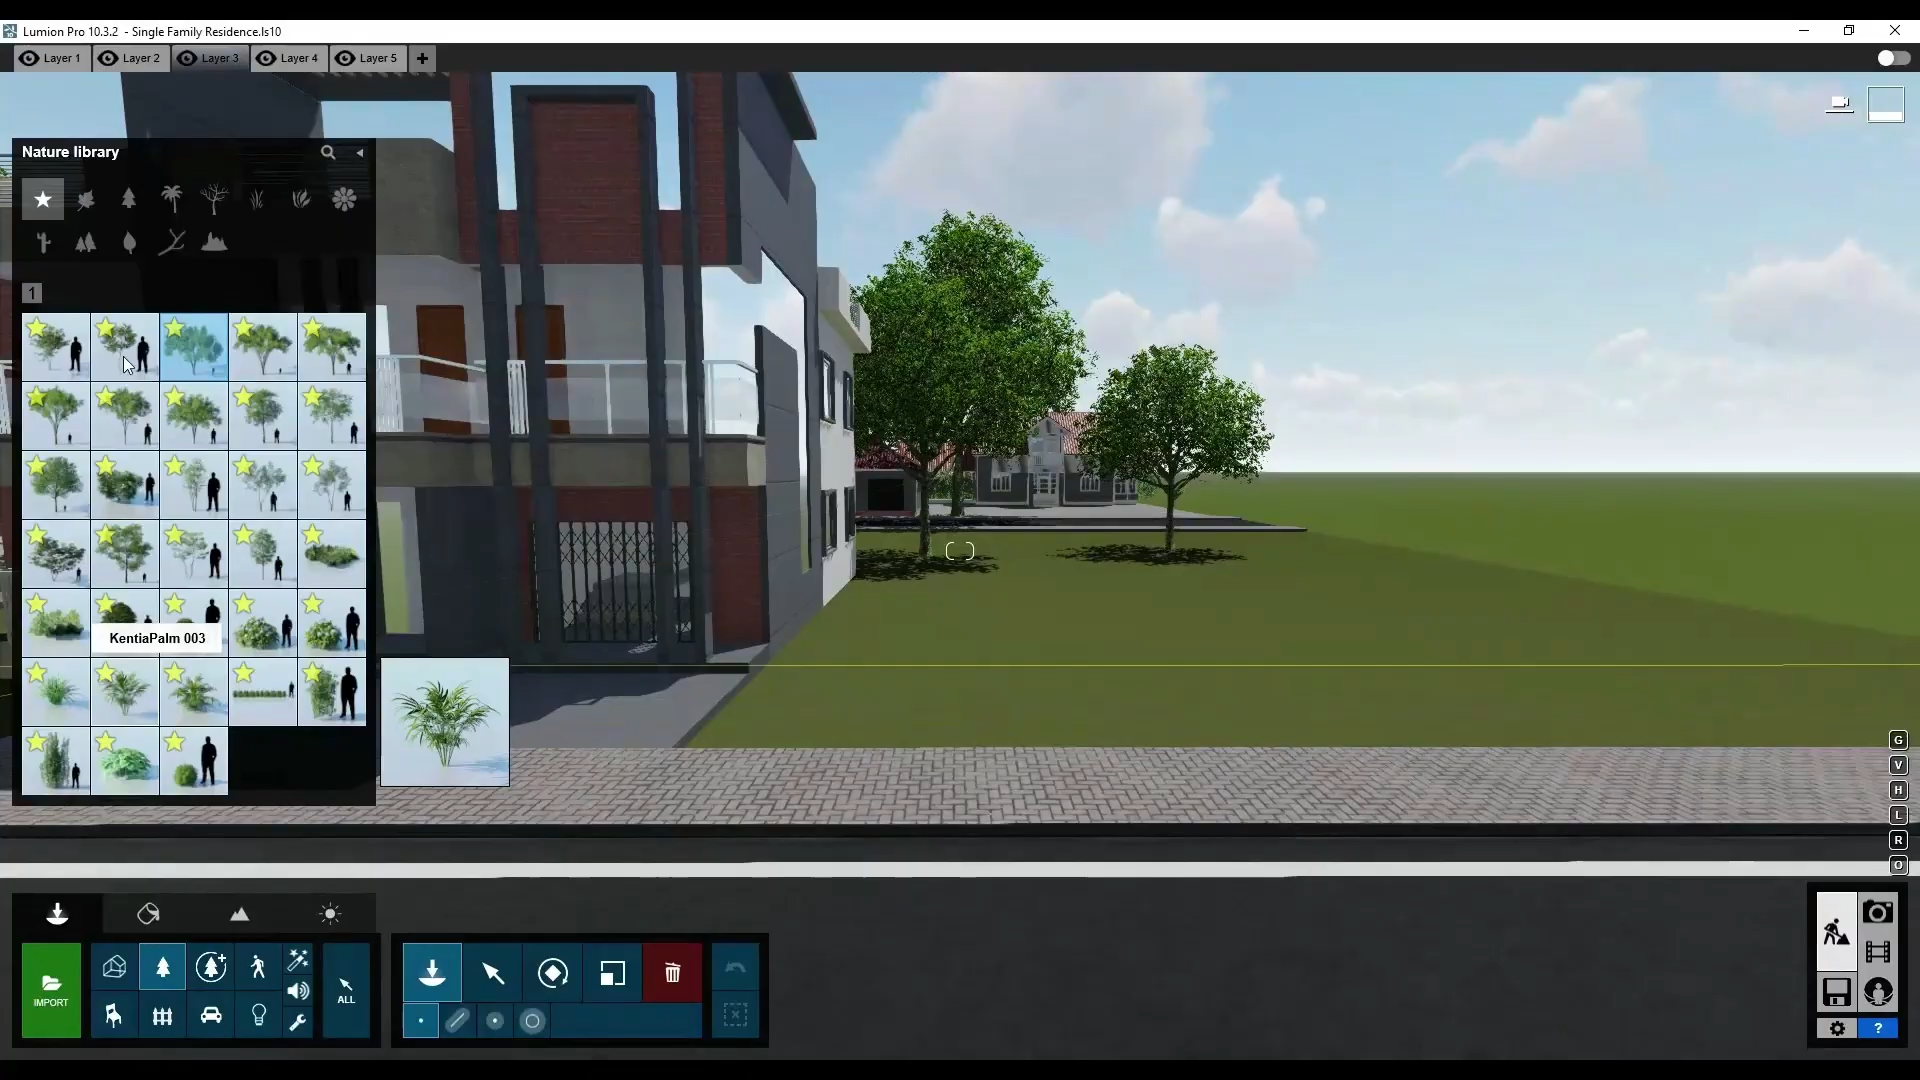 Lumion Pro 10.3.2 - Single Family Residence.ls10
Layer 1
Layer 2
Layer 3
Layer 4
Layer 5
+
Nature library
1
KentiaPalm 003
G
V
H
L
R
O
IMPORT
ALL
?